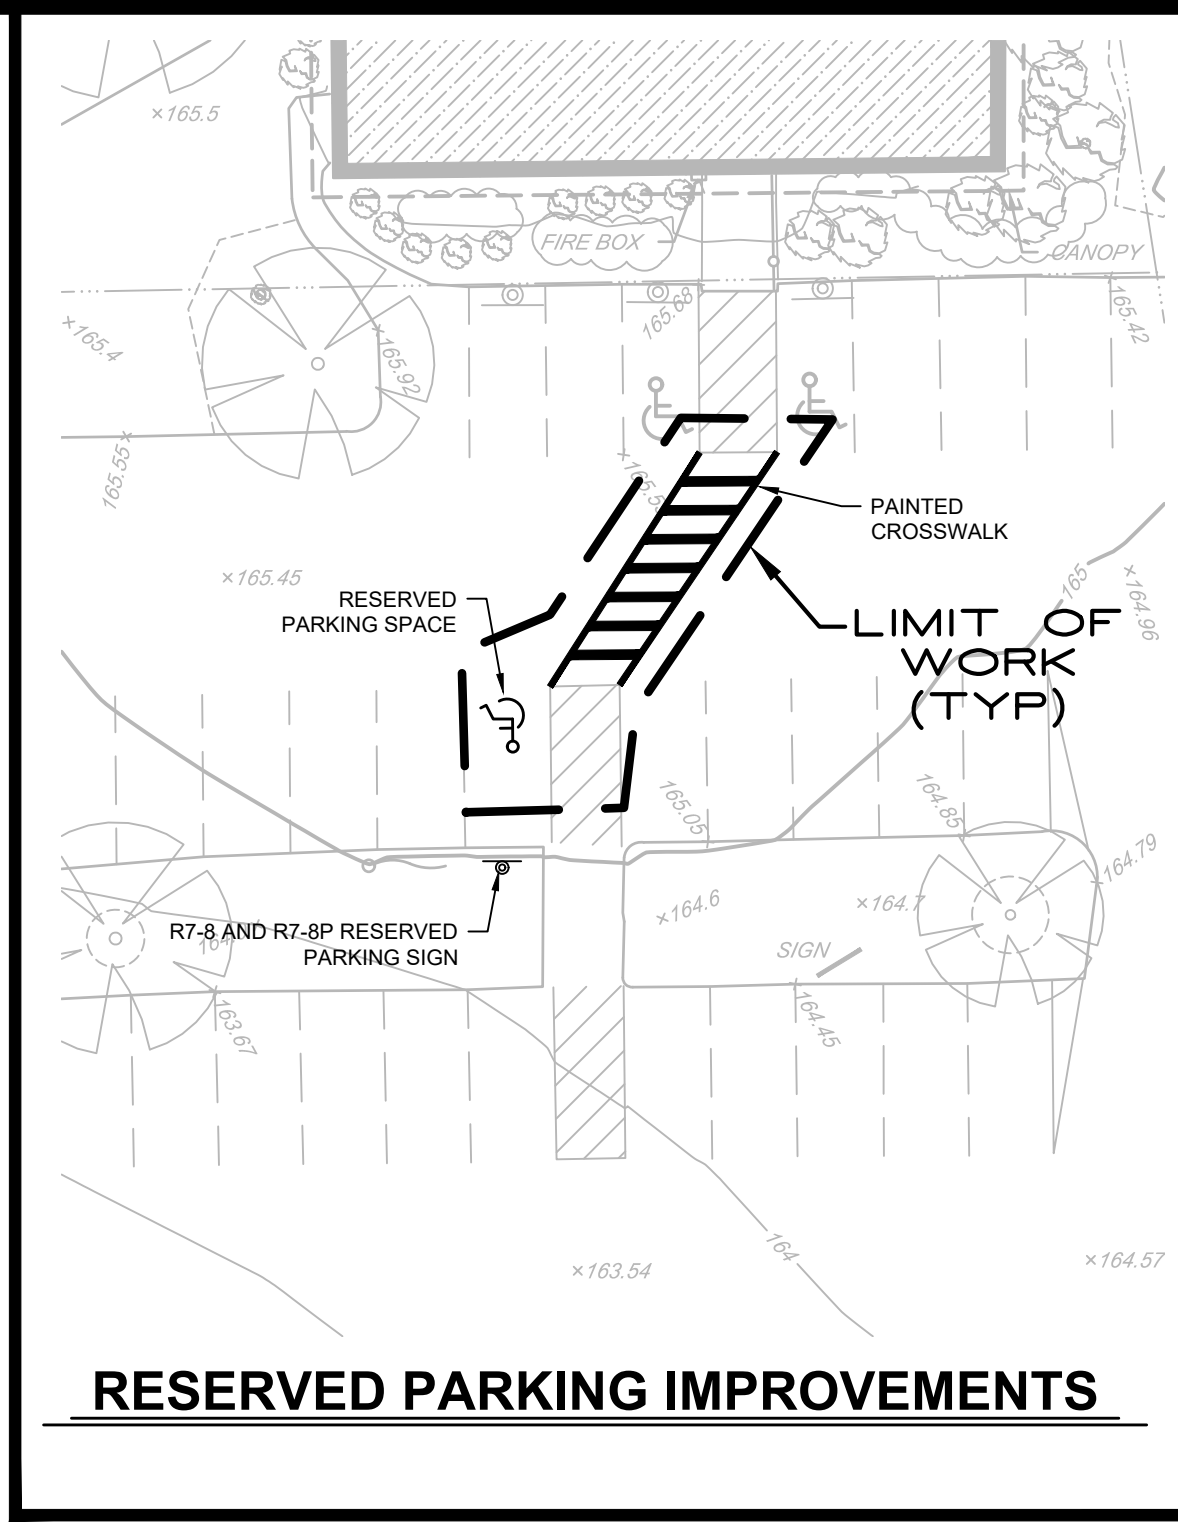 ×165.5
FIRE BOX
CANOPY
×165.4
×165.92
165.68
165.42
165.55×
PAINTED
CROSSWALK
×165.45
RESERVED
PARKING SPACE
165
×164.96
LIMIT OF
WORK
(TYP)
165.05
164.85
×164.79
×164.6
×164.7
R7-8 AND R7-8P RESERVED
PARKING SIGN
SIGN
×163.67
×164.45
164
×163.54
×164.57
RESERVED PARKING IMPROVEMENTS